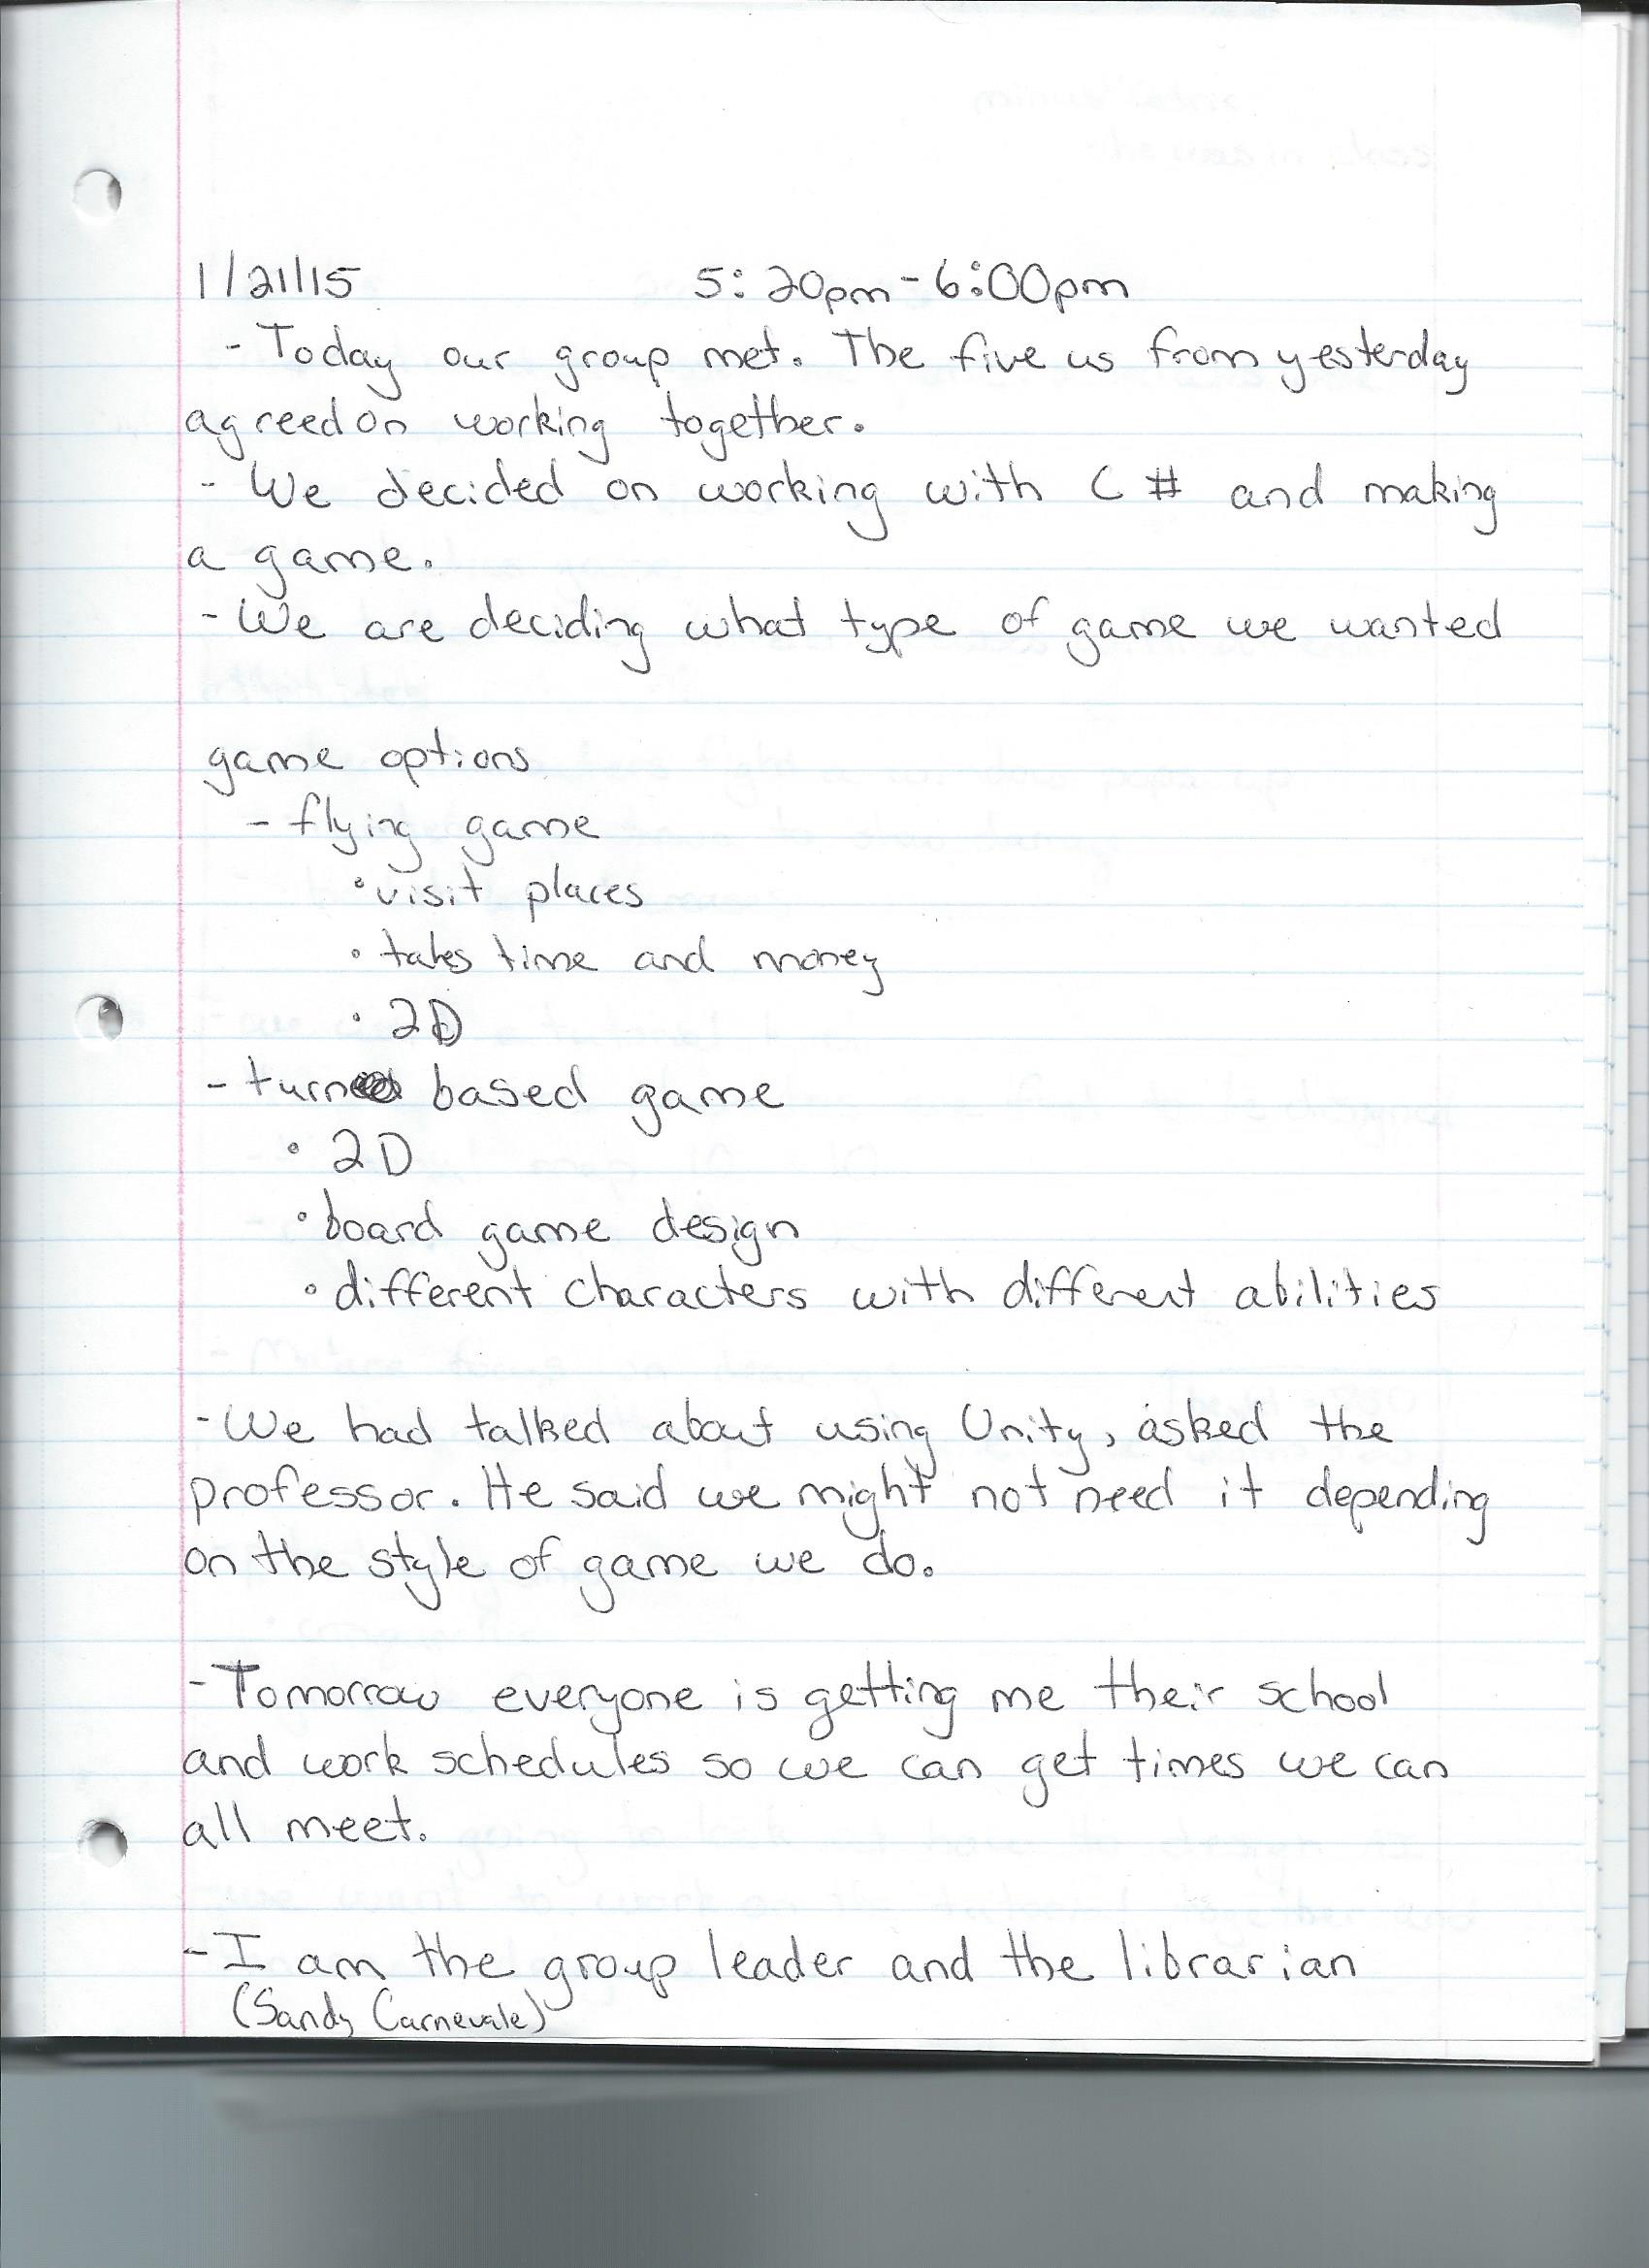 1/21/15 5:20pm-6:00pm
- Today our group met. The five us from yesterday
agreed on working together.
- We decided on working with C# and making
a game.
- We are deciding what type of game we wanted
game options
- flying game
• visit places
• takes time and money
• 2D
- turn based game
• 2D
• board game design
• different characters with different abilities
- We had talked about using Unity, asked the
professor. He said we might not need it depending
on the style of game we do.
- Tomorrow everyone is getting me their school
and work schedules so we can get times we can
all meet.
- I am the group leader and the librarian
(Sandy Carnevale)